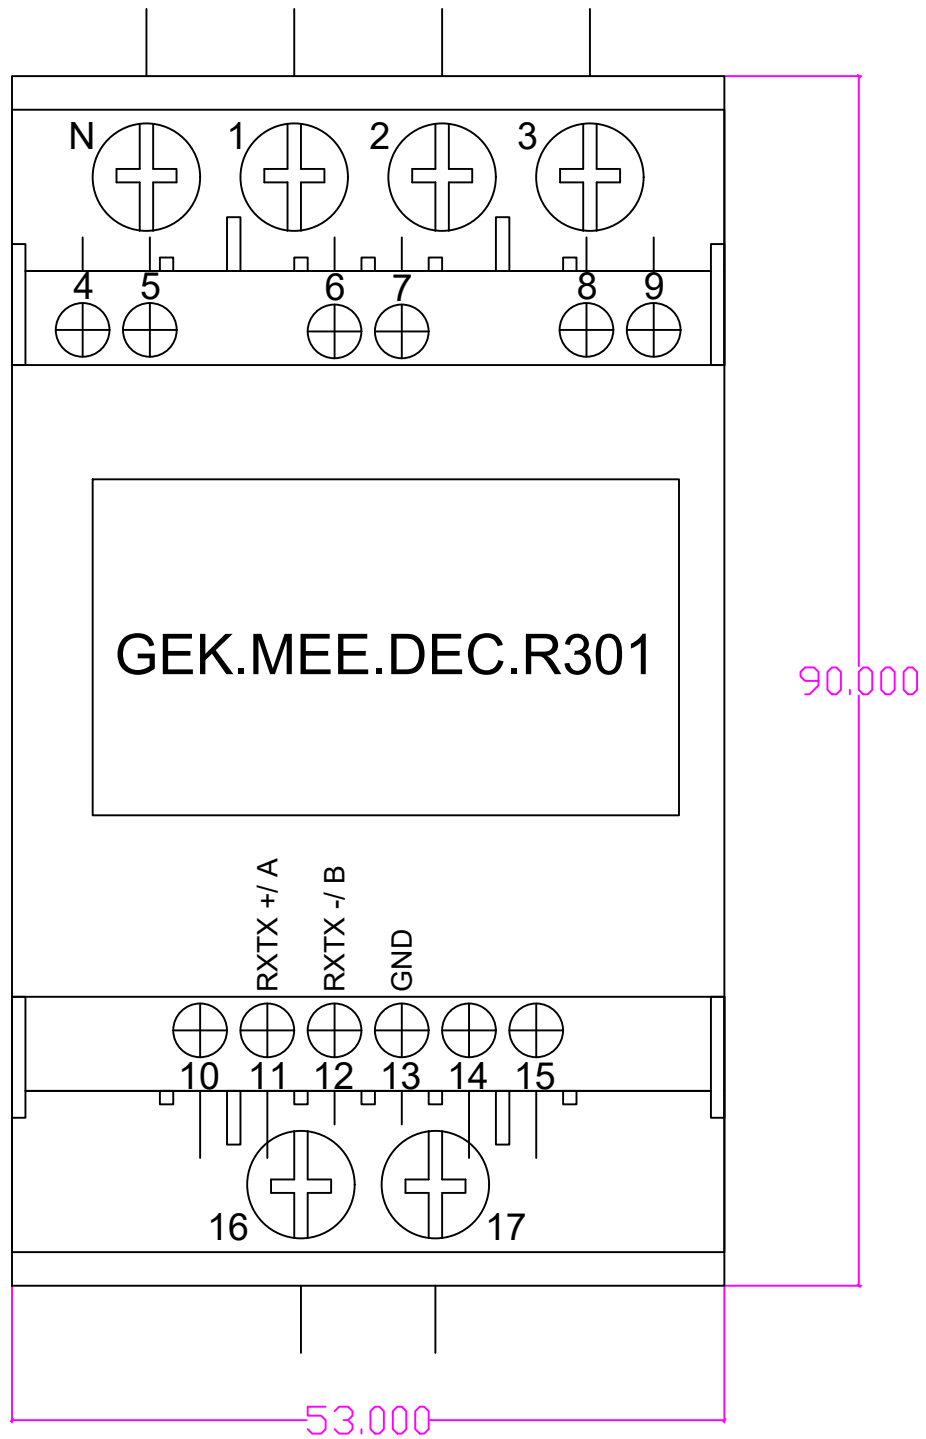 N 1 2 3
4 5 6 7 8 9
GEK.MEE.DEC.R301
90.000
RXTX +/ A
RXTX -/ B
GND
10 11 12 13 14 15
16 17
53.000